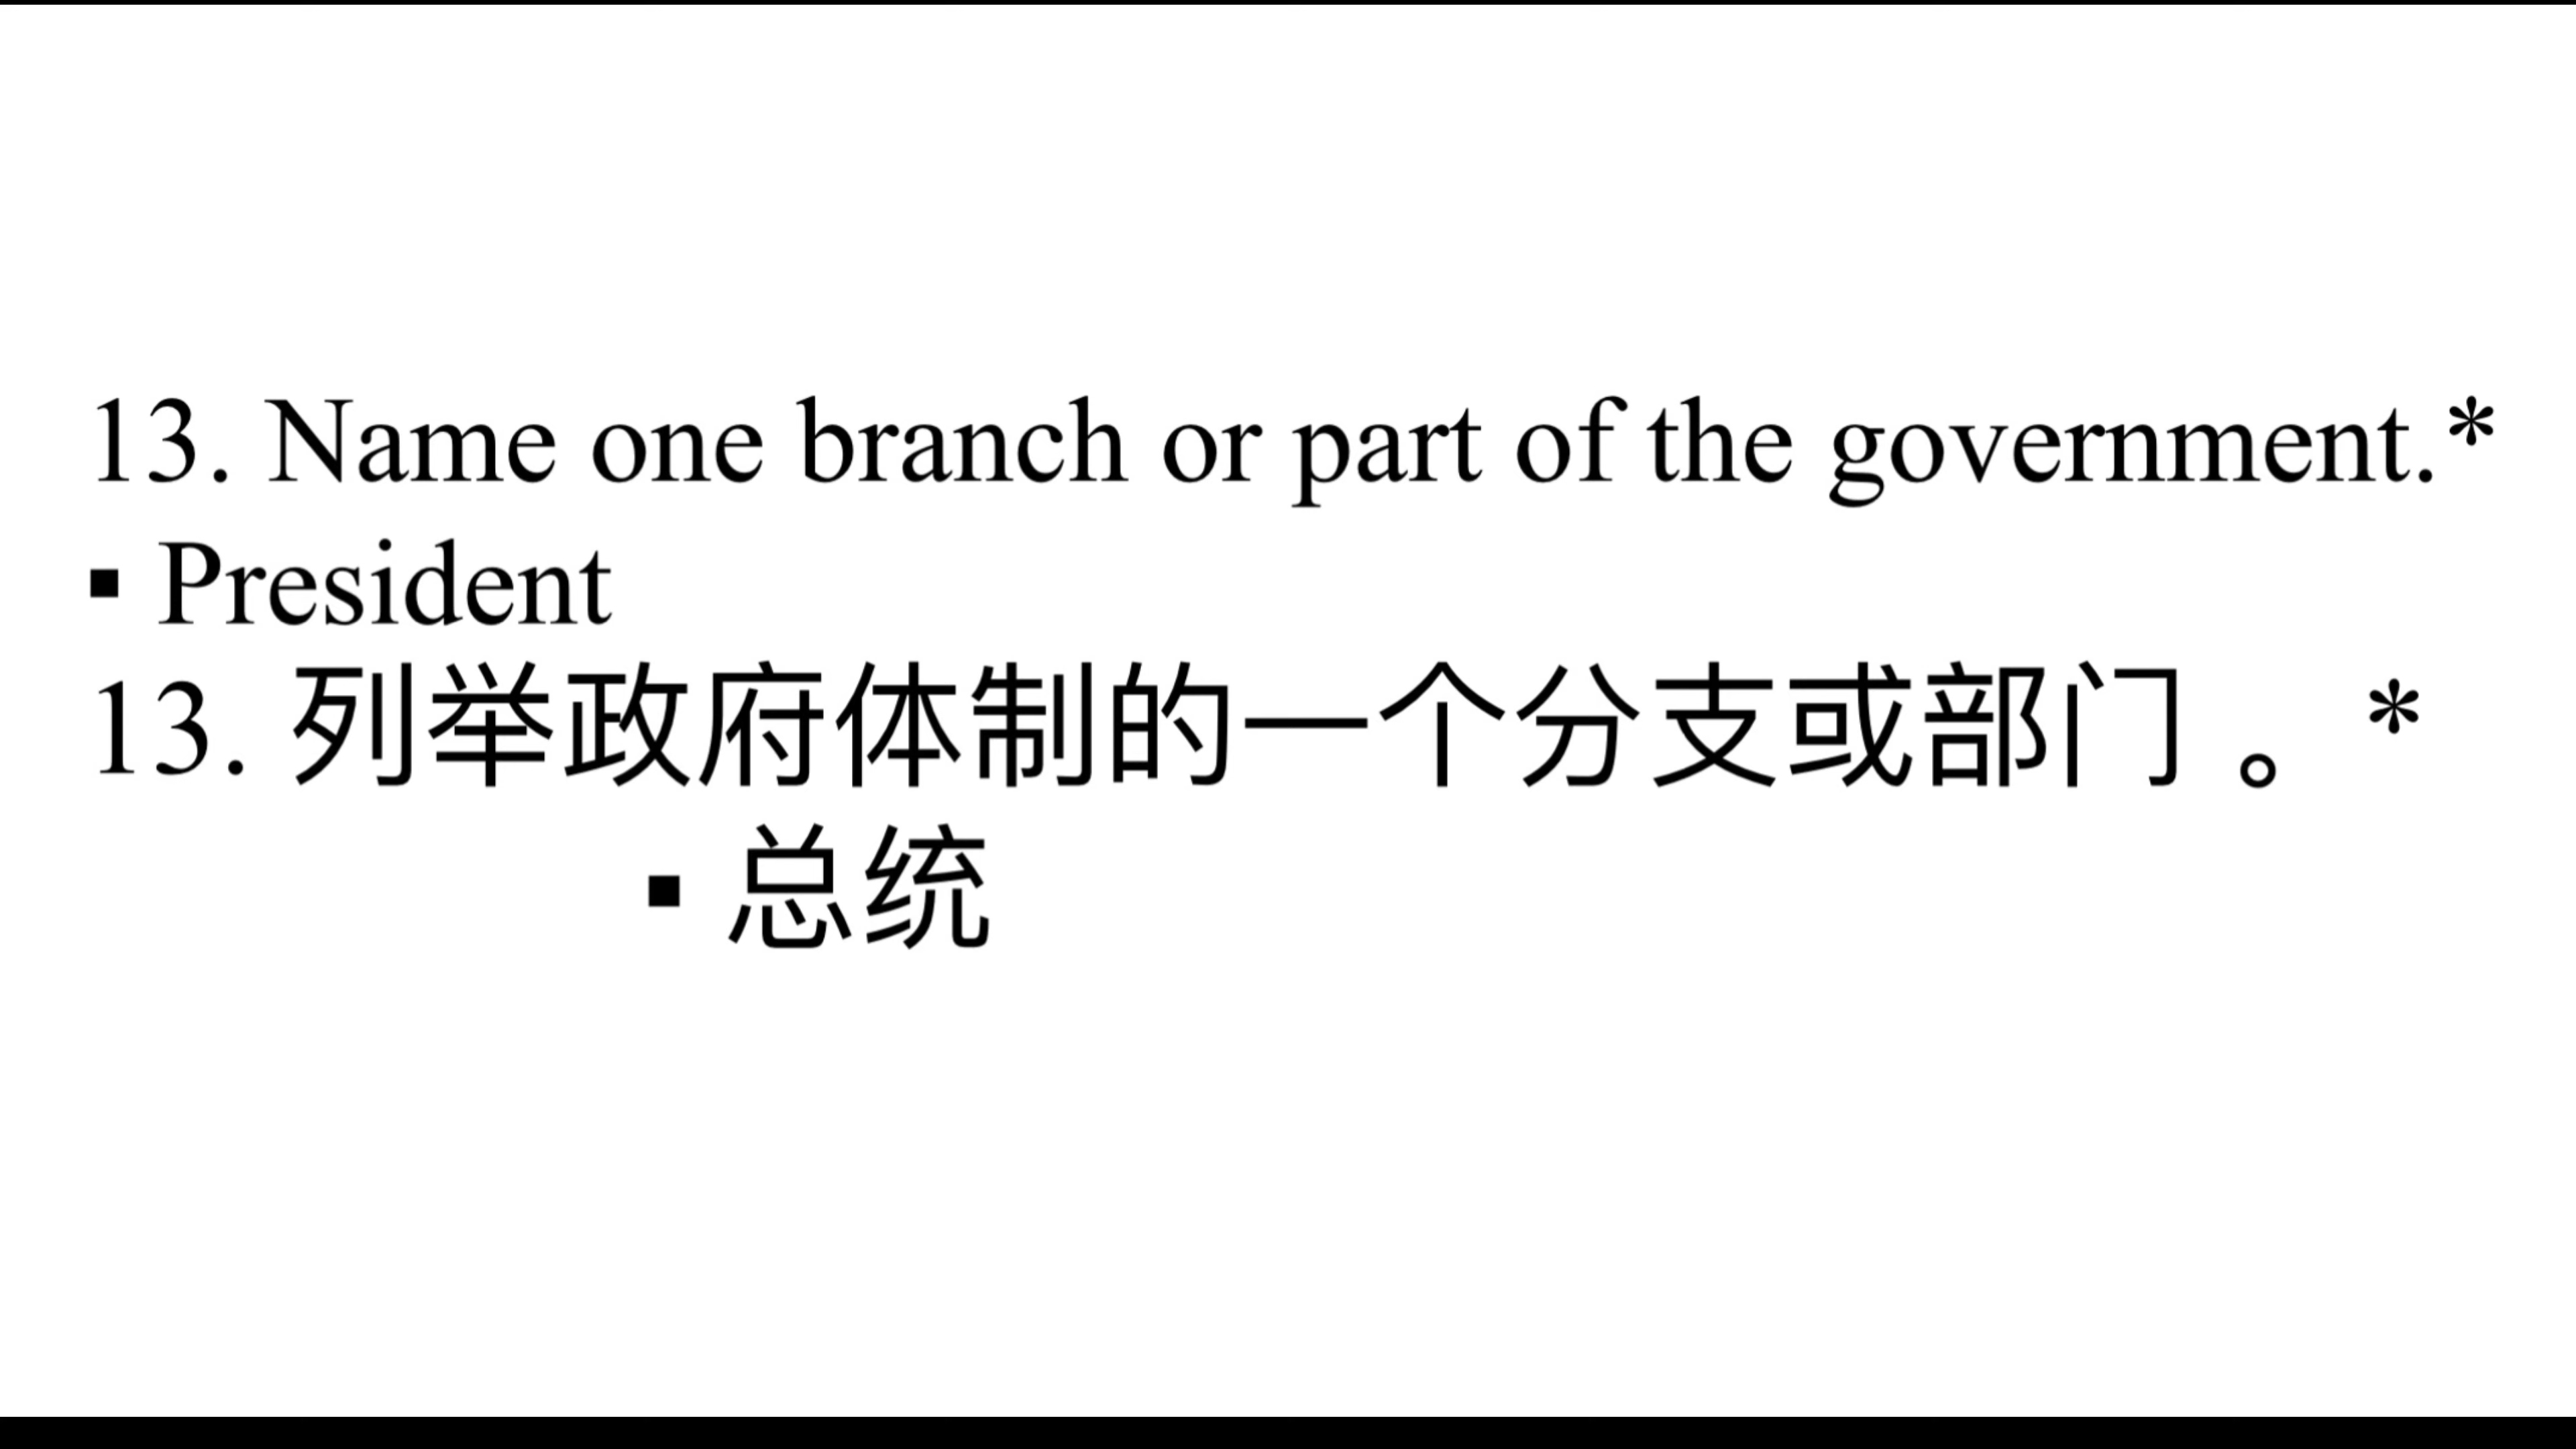 13. Name one branch or part of the government.*
▪ President
13. 列举政府体制的一个分支或部门 。 *
▪ 总统